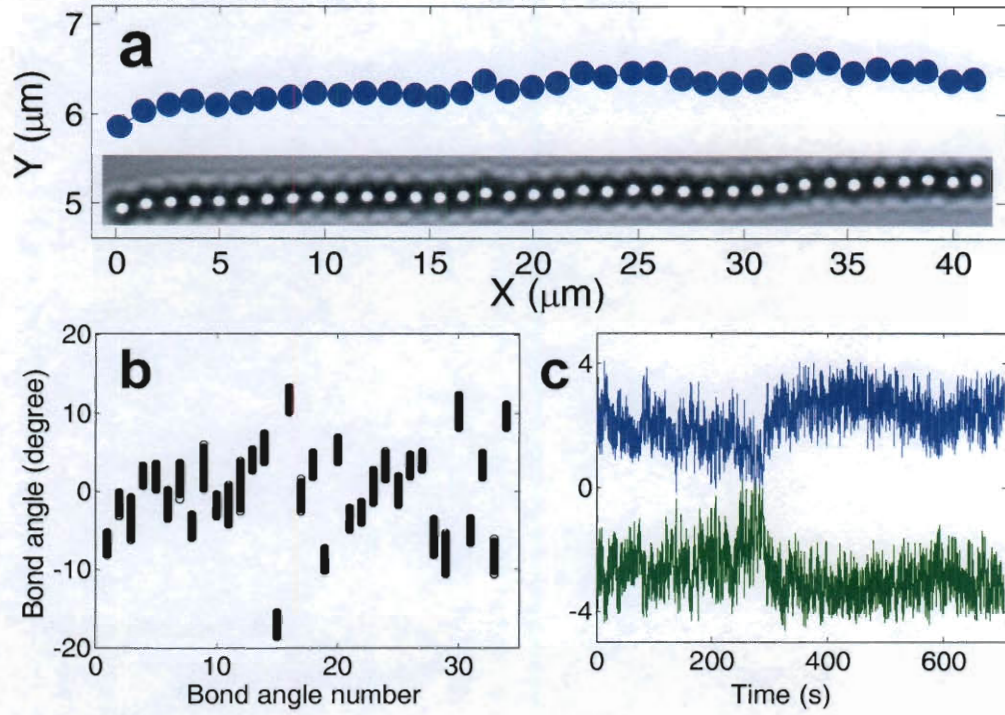 a
7
6
5
Y (μm)
0 5 10 15 20 25 30 35 40
X (μm)
b
20
10
0
-10
-20
Bond angle (degree)
0 10 20 30
Bond angle number
c
4
0
-4
0 200 400 600
Time (s)